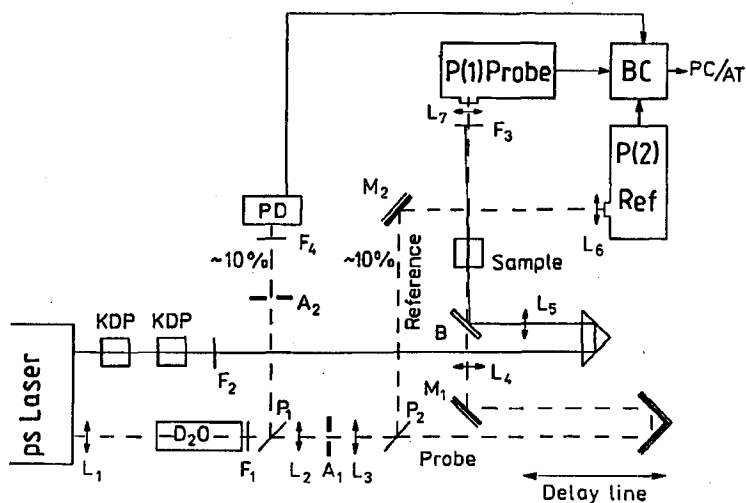 P(1) Probe
BC
PC/AT
L7
F3
P(2)
Ref
M2
PD
F4
L6
~10%
Reference
~10%
Sample
A2
KDP
KDP
B
L5
F2
L4
ps Laser
M1
P1
P2
D2O
L1
F1
L2
A1
L3
Probe
Delay line